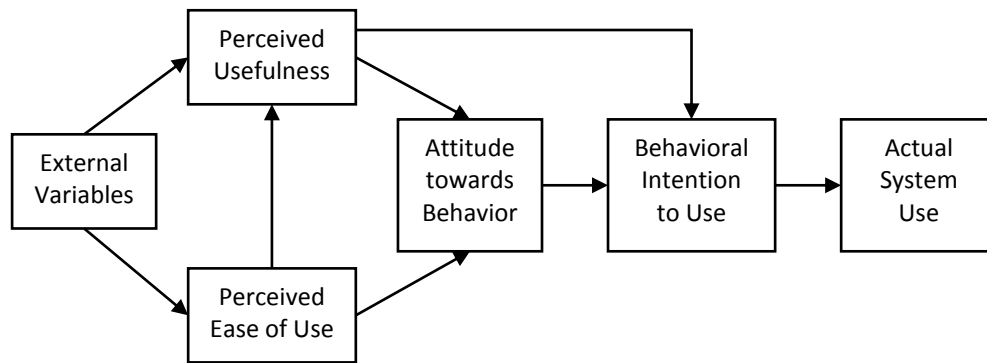 Perceived
Usefulness
External
Variables
Attitude
towards
Behavior
Behavioral
Intention
to Use
Actual
System
Use
Perceived
Ease of Use